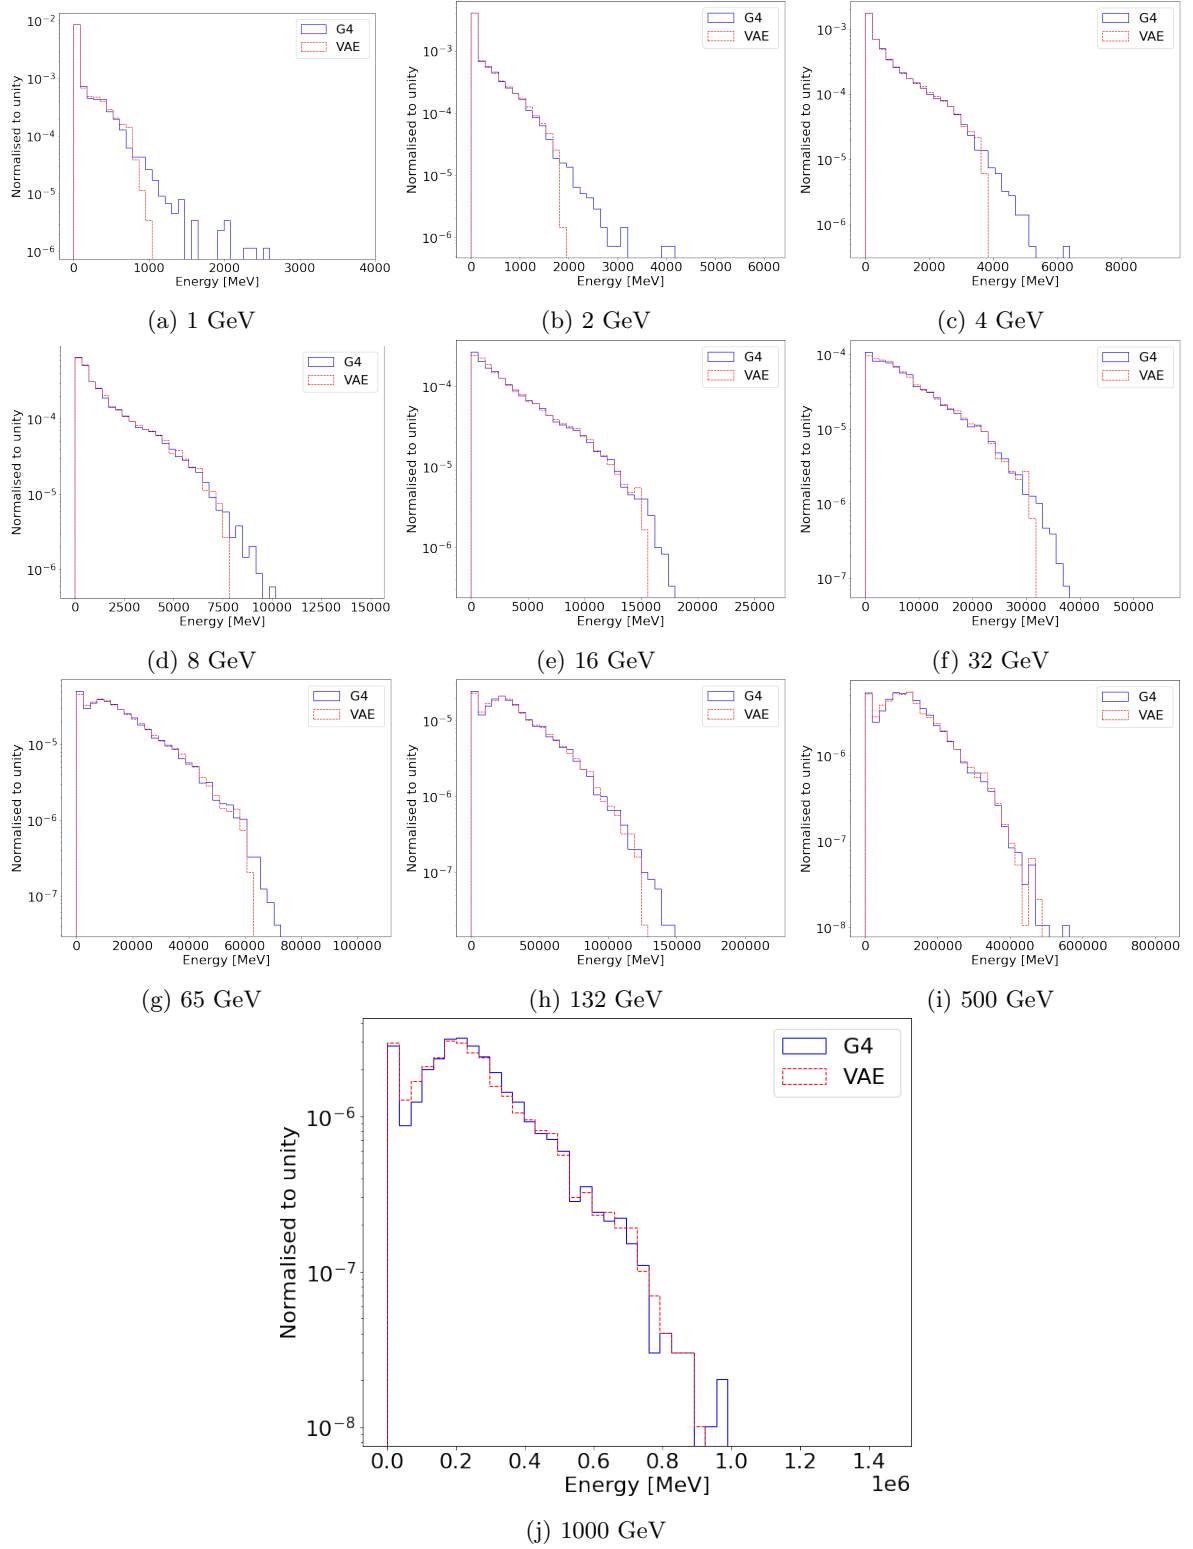 G4
VAE
Normalised to unity
10⁻²
10⁻³
10⁻⁴
10⁻⁵
10⁻⁶
0 1000 2000 3000 4000
Energy [MeV]
(a) 1 GeV
G4
VAE
Normalised to unity
10⁻³
10⁻⁴
10⁻⁵
10⁻⁶
0 1000 2000 3000 4000 5000 6000
Energy [MeV]
(b) 2 GeV
G4
VAE
Normalised to unity
10⁻³
10⁻⁴
10⁻⁵
10⁻⁶
0 2000 4000 6000 8000
Energy [MeV]
(c) 4 GeV
G4
VAE
Normalised to unity
10⁻⁴
10⁻⁵
10⁻⁶
0 2500 5000 7500 10000 12500 15000
Energy [MeV]
(d) 8 GeV
G4
VAE
Normalised to unity
10⁻⁴
10⁻⁵
10⁻⁶
0 5000 10000 15000 20000 25000
Energy [MeV]
(e) 16 GeV
G4
VAE
Normalised to unity
10⁻⁴
10⁻⁵
10⁻⁶
10⁻⁷
0 10000 20000 30000 40000 50000
Energy [MeV]
(f) 32 GeV
G4
VAE
Normalised to unity
10⁻⁵
10⁻⁶
10⁻⁷
0 20000 40000 60000 80000 100000
Energy [MeV]
(g) 65 GeV
G4
VAE
Normalised to unity
10⁻⁵
10⁻⁶
10⁻⁷
0 50000 100000 150000 200000
Energy [MeV]
(h) 132 GeV
G4
VAE
Normalised to unity
10⁻⁶
10⁻⁷
10⁻⁸
0 200000 400000 600000 800000
Energy [MeV]
(i) 500 GeV
G4
VAE
Normalised to unity
10⁻⁶
10⁻⁷
10⁻⁸
0.0 0.2 0.4 0.6 0.8 1.0 1.2 1.4
Energy [MeV]
1e6
(j) 1000 GeV